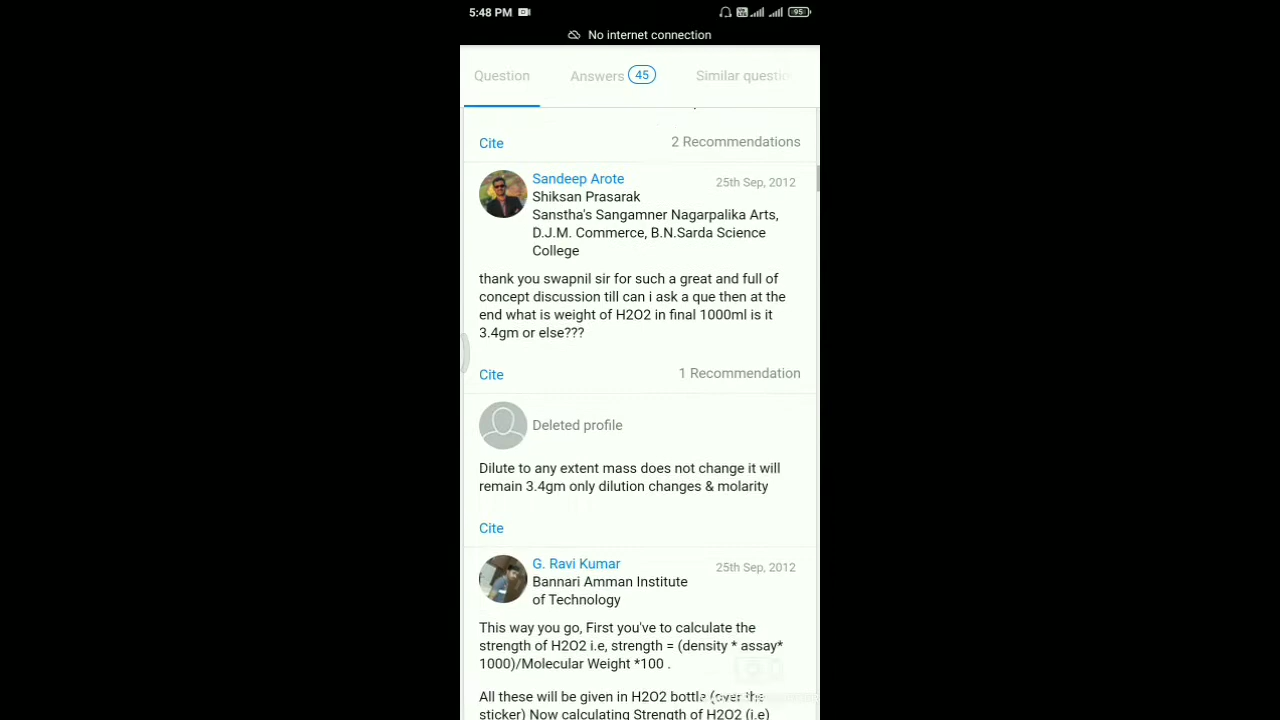 5:48 PM
95
No internet connection
Question
Answers 45
Similar questio
Cite
2 Recommendations
Sandeep Arote
25th Sep, 2012
Shiksan Prasarak
Sanstha's Sangamner Nagarpalika Arts,
D.J.M. Commerce, B.N.Sarda Science
College
thank you swapnil sir for such a great and full of
concept discussion till can i ask a que then at the
end what is weight of H2O2 in final 1000ml is it
3.4gm or else???
Cite
1 Recommendation
Deleted profile
Dilute to any extent mass does not change it will
remain 3.4gm only dilution changes & molarity
Cite
G. Ravi Kumar
25th Sep, 2012
Bannari Amman Institute
of Technology
This way you go, First you've to calculate the
strength of H2O2 i.e, strength = (density * assay*
1000)/Molecular Weight *100 .
All these will be given in H2O2 bottle (over the
sticker) Now calculating Strength of H2O2 (i.e)